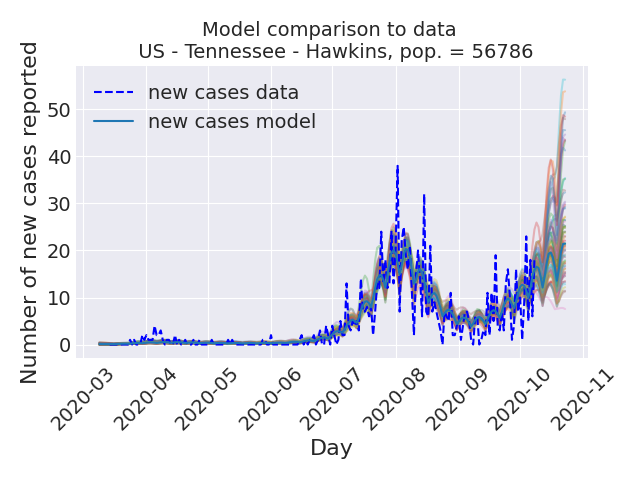 Model comparison to data
US - Tennessee - Hawkins, pop. = 56786
Number of new cases reported
50
40
30
20
10
0
new cases data
new cases model
2020-03
2020-04
2020-05
2020-06
2020-07
2020-08
2020-09
2020-10
2020-11
Day